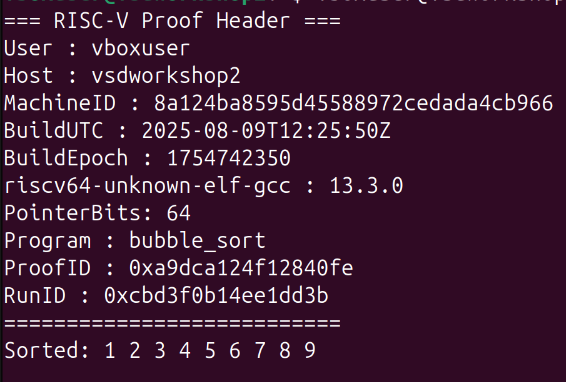 === RISC-V Proof Header ===
User : vboxuser
Host : vsdworkshop2
MachineID : 8a124ba8595d45588972cedada4cb966
BuildUTC : 2025-08-09T12:25:50Z
BuildEpoch : 1754742350
riscv64-unknown-elf-gcc : 13.3.0
PointerBits: 64
Program : bubble_sort
ProofID : 0xa9dca124f12840fe
RunID : 0xcbd3f0b14ee1dd3b
===========================
Sorted: 1 2 3 4 5 6 7 8 9